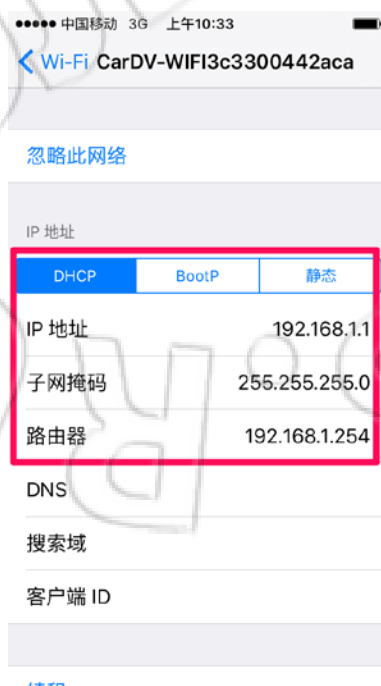 中国移动 3G 上午10:33
Wi-Fi CarDV-WIFI3c3300442aca
忽略此网络
IP 地址
DHCP BootP 静态
IP 地址 192.168.1.1
子网掩码 255.255.255.0
路由器 192.168.1.254
DNS
搜索域
客户端 ID